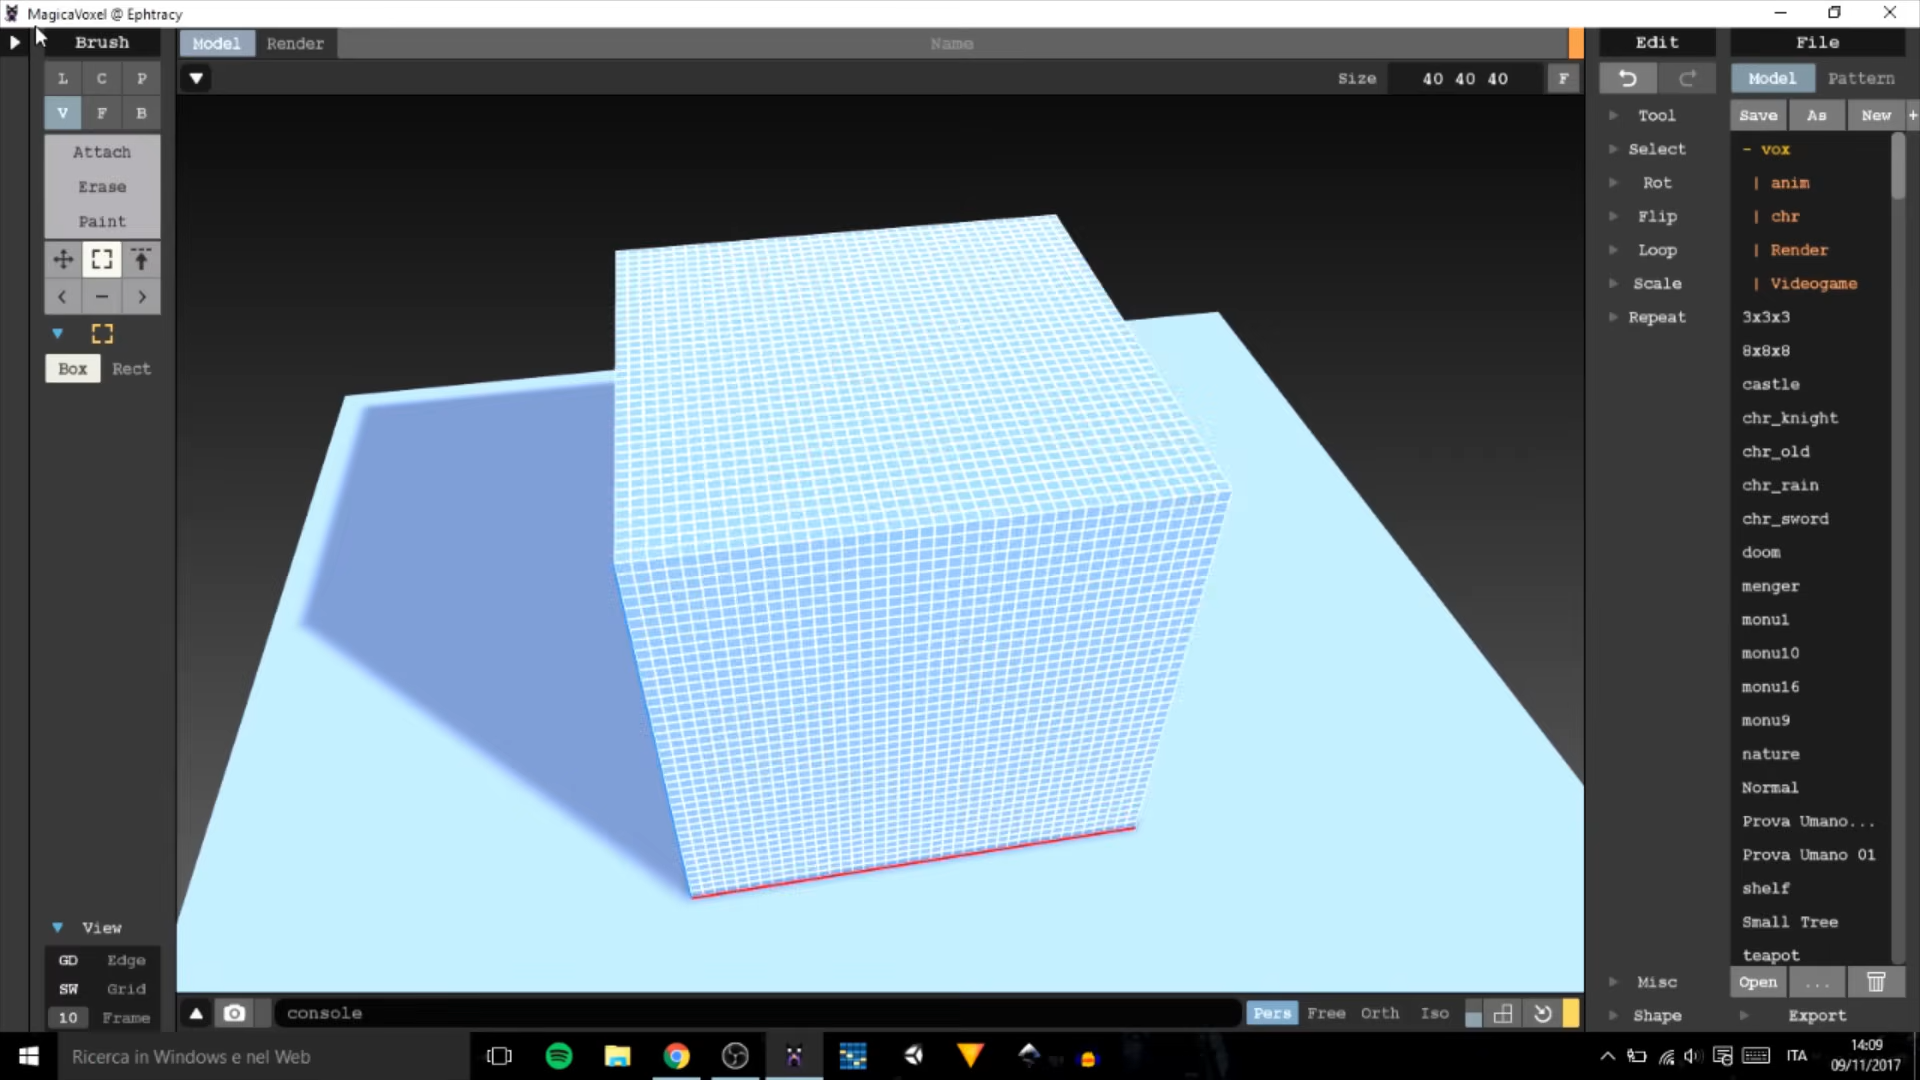 MagicaVoxel @ Ephtracy
Brush
Model Render
Name
Edit
File
L C P
V F B
Size 40 40 40 F
Model Pattern
Save As New +
Attach
Erase
Paint
Box Rect
Tool
Select
Rot
Flip
Loop
Scale
Repeat
- vox
| anim
| chr
| Render
| Videogame
3x3x3
8x8x8
castle
chr_knight
chr_old
chr_rain
chr_sword
doom
menger
monu1
monu10
monu16
monu9
nature
Normal
Prova Umano...
Prova Umano 01
shelf
Small Tree
teapot
View
GD Edge
SW Grid
10 Frame
console
Pers Free Orth Iso
Misc
Shape
Open ...
Export
Ricerca in Windows e nel Web
ITA
14:09
09/11/2017